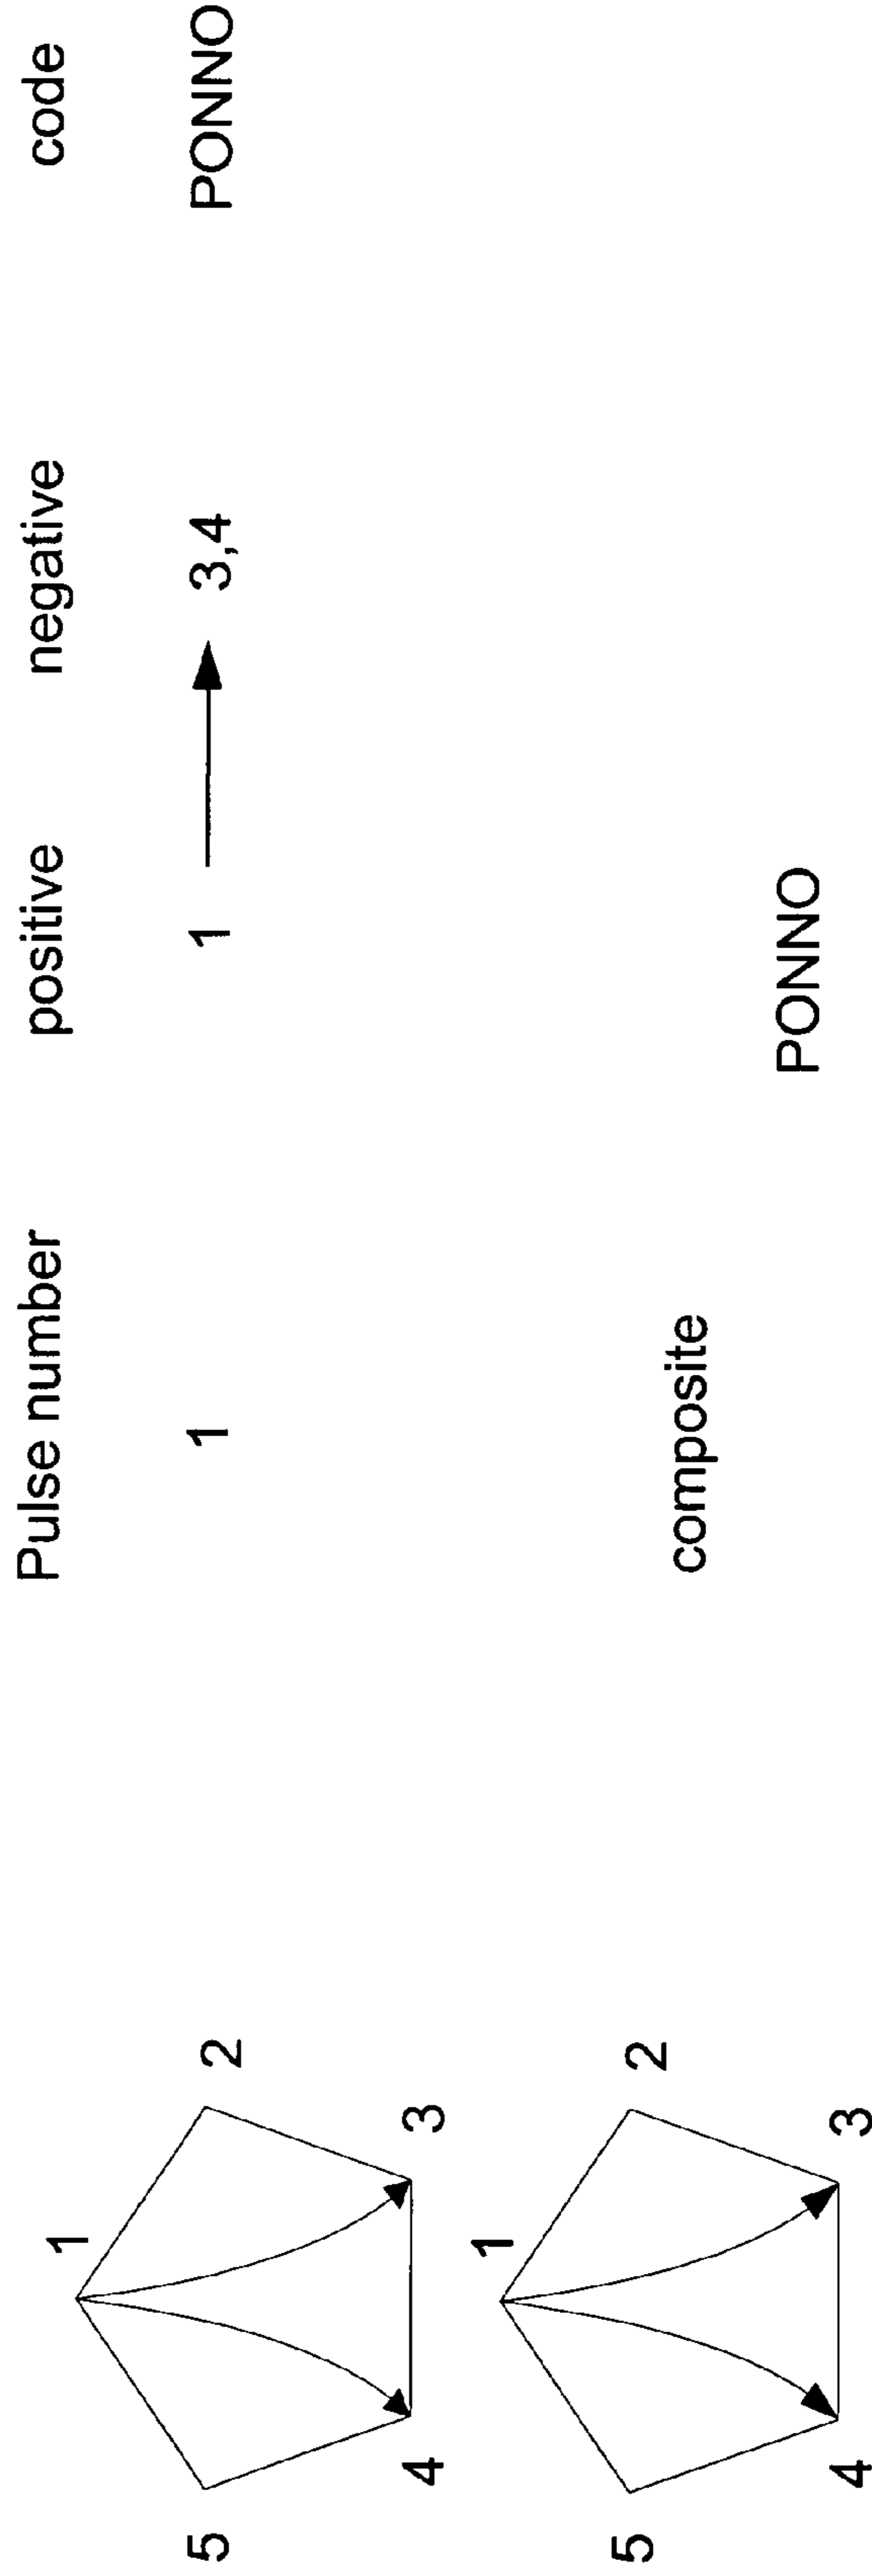 Pulse number positive negative code
1 1 3,4 PONNO
composite
PONNO
1
5 2
4 3
1
5 2
4 3